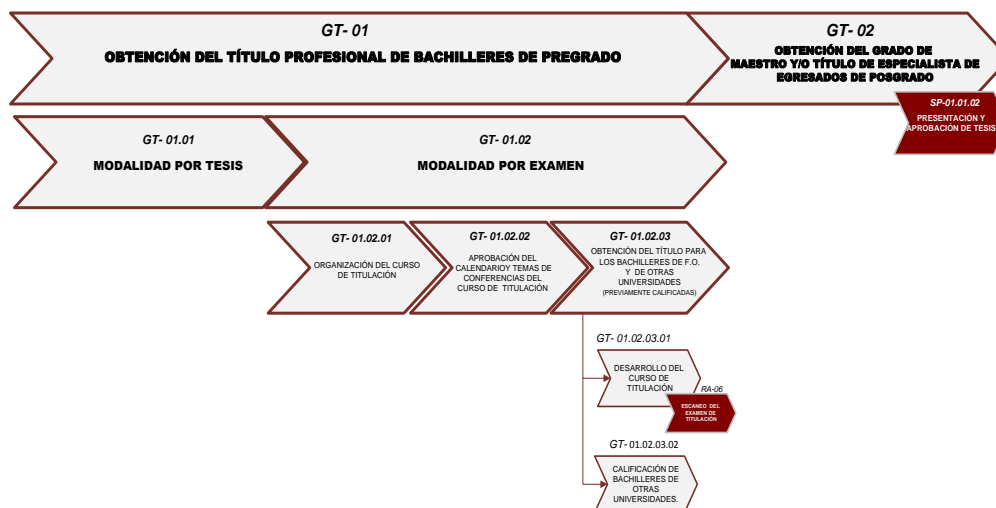 GT- 01
OBTENCIÓN DEL TÍTULO PROFESIONAL DE BACHILLERES DE PREGRADO
GT - 02
OBTENCIÓN DEL GRADO DE
MAESTRO Y/O TÍTULO DE ESPECIALISTA DE
EGRESADOS DE POSGRADO
SP-01.01.02
PRESENTACIÓN Y
APROBACIÓN DE TESIS
GT- 01.01
MODALIDAD POR TESIS
GT- 01.02
MODALIDAD POR EXAMEN
GT- 01.02.01
ORGANIZACIÓN DEL CURSO
DE TITULACIÓN
GT- 01.02.02
APROBACIÓN DEL
CALENDARIOY TEMAS DE
CONFERENCIAS DEL
CURSO DE TITULACIÓN
GT- 01.02.03
OBTENCIÓN DEL TÍTULO PARA
LOS BACHILLERES DE F.O.
Y DE OTRAS
UNIVERSIDADES
(PREVIAMENTE CALIFICADAS)
GT- 01.02.03.01
DESARROLLO DEL
CURSO DE
TITULACIÓN
RA-06
ESCANEO DEL
EXAMEN DE
TITULACIÓN
GT- 01.02.03.02
CALIFICACIÓN DE
BACHILLERES DE
OTRAS
UNIVERSIDADES.